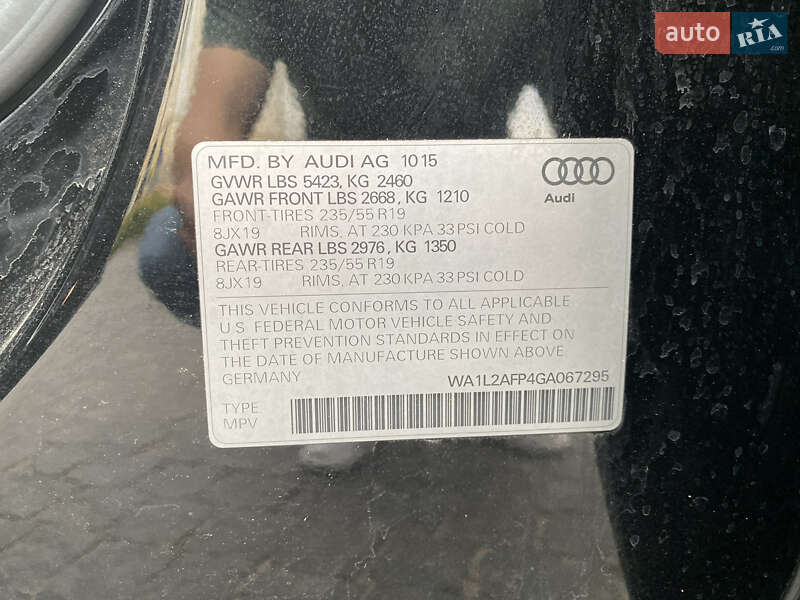 auto RIA
.com
MFD. BY AUDI AG 10 15
GVWR LBS 5423, KG 2460
GAWR FRONT LBS 2668, KG 1210
FRONT-TIRES 235/55 R19
8JX19 RIMS, AT 230 KPA 33 PSI COLD
GAWR REAR LBS 2976, KG 1350
REAR-TIRES 235/55 R19
8JX19 RIMS, AT 230 KPA 33 PSI COLD
Audi
THIS VEHICLE CONFORMS TO ALL APPLICABLE
U.S. FEDERAL MOTOR VEHICLE SAFETY AND
THEFT PREVENTION STANDARDS IN EFFECT ON
THE DATE OF MANUFACTURE SHOWN ABOVE
GERMANY WA1L2AFP4GA067295
TYPE
MPV